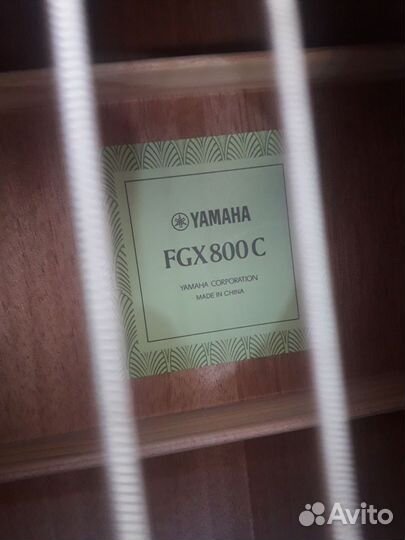 YAMAHA
FGX800C
YAMAHA CORPORATION
MADE IN CHINA
Avito